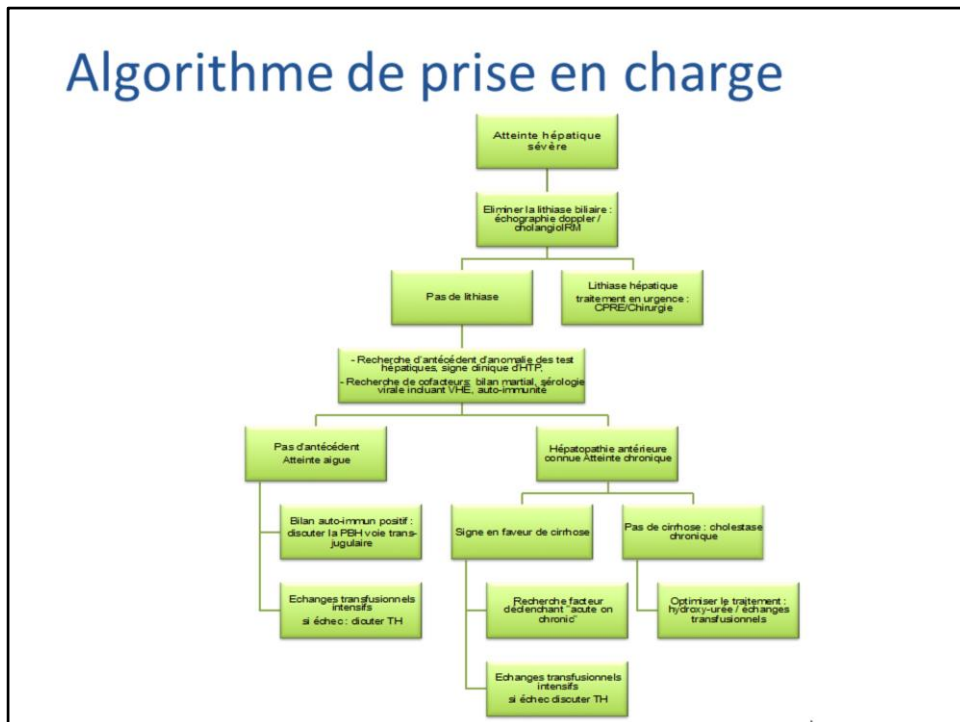 Algorithme de prise en charge
Atteinte hépatique
sévère
Eliminer la lithiase biliaire :
échographie doppler /
cholangioIRM
Pas de lithiase
Lithiase hépatique
traitement en urgence :
CPRE/Chirurgie
- Recherche d'antécédent d'anomalie des test
hépatiques, signe clinique d'HTP,
- Recherche de cofacteurs: bilan martial, sérologie
virale incluant VHE, auto-immunité
Pas d'antécédent
Atteinte aigue
Hépatopathie antérieure
connue Atteinte chronique
Bilan auto-immun positif :
discuter la PBH voie trans-
jugulaire
Signe en faveur de cirrhose
Pas de cirrhose : cholestase
chronique
Echanges transfusionnels
intensifs
si échec : dicuter TH
Recherche facteur
déclenchant "acute on
chronic"
Optimiser le traitement :
hydroxy-urée / échanges
transfusionnels
Echanges transfusionnels
intensifs
si échec discuter TH